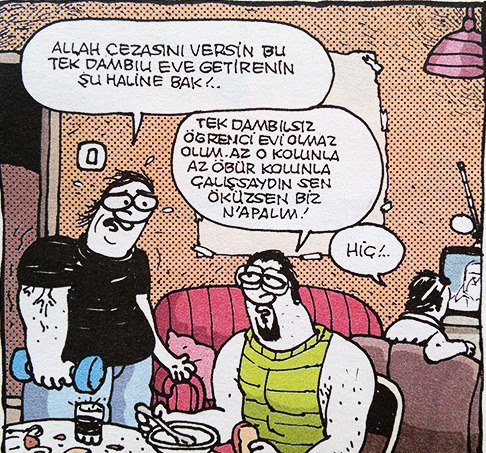 ALLAH CEZASINI VERSİN BU
TEK DAMBILI EVE GETİRENİN
ŞU HALİNE BAK!..
TEK DAMBILSIZ
ÖĞRENCİ EVİ OLMAZ
OLUM. AZ O KOLUNLA
AZ ÖBÜR KOLUNLA
ÇALIŞSAYDIN SEN
ÖKÜZSEN BİZ
N'APALIM!
HİÇ!..